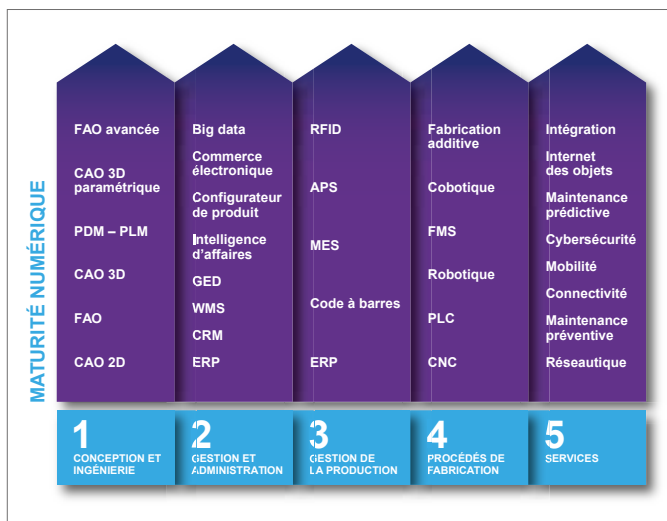 MATURITÉ NUMÉRIQUE
FAO avancée
CAO 3D
paramétrique
PDM – PLM
CAO 3D
FAO
CAO 2D
1
CONCEPTION ET
INGÉNIERIE
Big data
Commerce
électronique
Configurateur
de produit
Intelligence
d'affaires
GED
WMS
CRM
ERP
2
GESTION ET
ADMINISTRATION
RFID
APS
MES
Code à barres
ERP
3
GESTION DE
LA PRODUCTION
Fabrication
additive
Cobotique
FMS
Robotique
PLC
CNC
4
PROCÉDÉS DE
FABRICATION
Intégration
Internet
des objets
Maintenance
prédictive
Cybersécurité
Mobilité
Connectivité
Maintenance
préventive
Réseautique
5
SERVICES